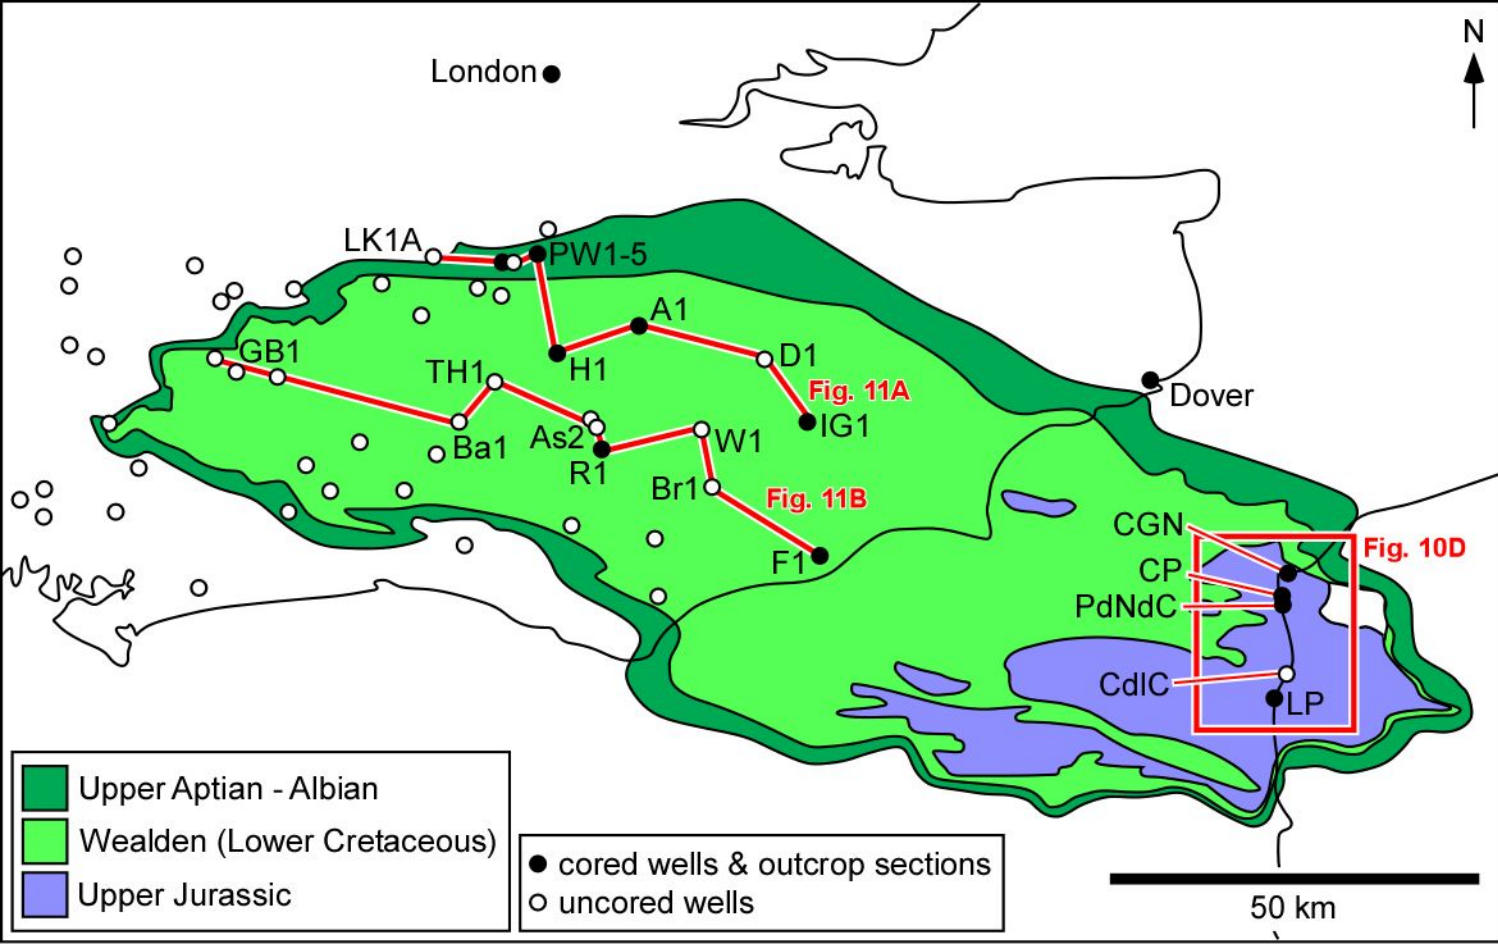 London
N
LK1A
PW1-5
A1
GB1
H1
D1
TH1
Fig. 11A
Dover
IG1
As2
Ba1
W1
R1
Br1
Fig. 11B
CGN
Fig. 10D
F1
CP
PdNdC
CdlC
LP
Upper Aptian - Albian
Wealden (Lower Cretaceous)
Upper Jurassic
cored wells & outcrop sections
uncored wells
50 km